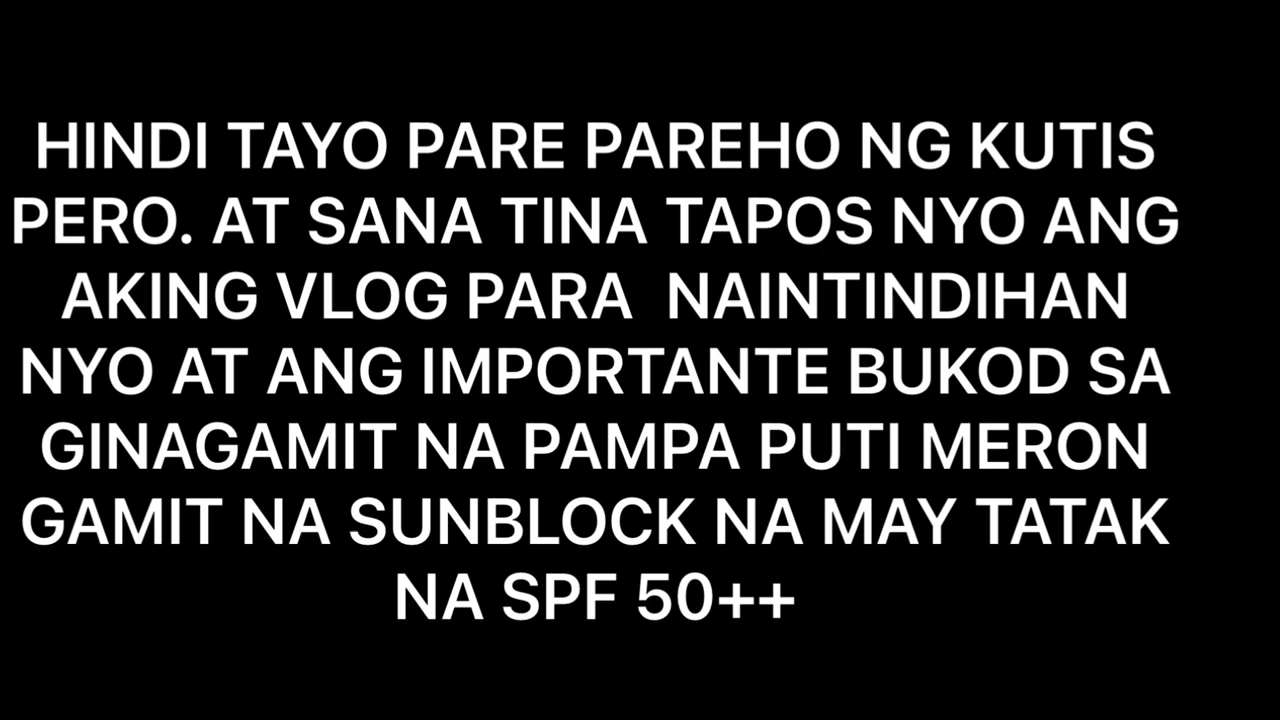 HINDI TAYO PARE PAREHO NG KUTIS
PERO. AT SANA TINA TAPOS NYO ANG
AKING VLOG PARA  NAINTINDIHAN
NYO AT ANG IMPORTANTE BUKOD SA
GINAGAMIT NA PAMPA PUTI MERON
GAMIT NA SUNBLOCK NA MAY TATAK
NA SPF 50++